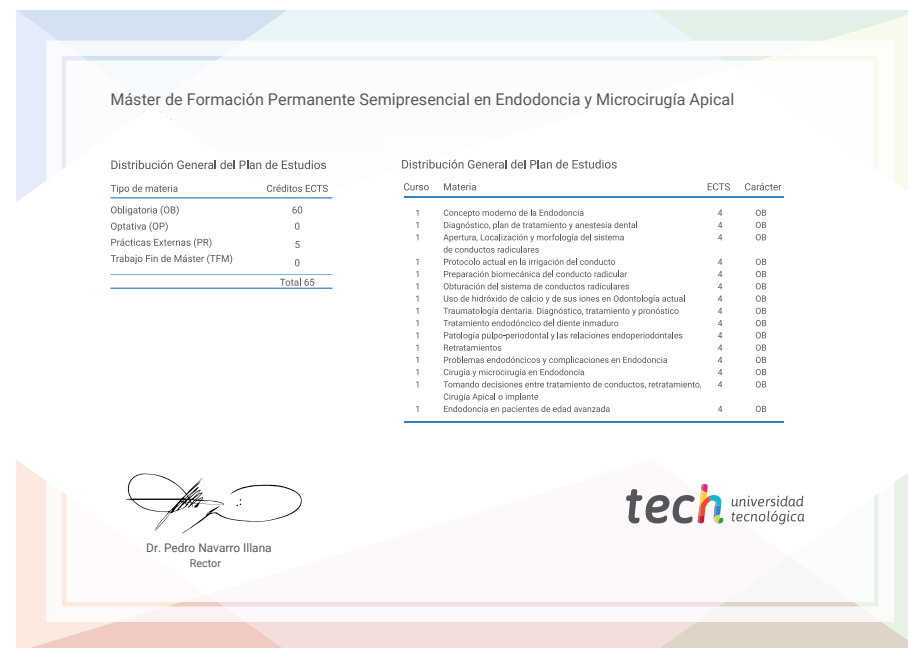 Máster de Formación Permanente Semipresencial en Endodoncia y Microcirugía Apical
Distribución General del Plan de Estudios
Tipo de materia Créditos ECTS
Obligatoria (OB) 60
Optativa (OP) 0
Prácticas Externas (PR) 5
Trabajo Fin de Máster (TFM) 0
Total 65
Distribución General del Plan de Estudios
Curso Materia ECTS Carácter
1 Concepto moderno de la Endodoncia 4 OB
1 Diagnóstico, plan de tratamiento y anestesia dental 4 OB
1 Apertura, Localización y morfología del sistema 4 OB
de conductos radiculares
1 Protocolo actual en la irrigación del conducto 4 OB
1 Preparación biomecánica del conducto radicular 4 OB
1 Obturación del sistema de conductos radiculares 4 OB
1 Uso de hidróxido de calcio y de sus iones en Odontología actual 4 OB
1 Traumatología dentaria. Diagnóstico, tratamiento y pronóstico 4 OB
1 Tratamiento endodóncico del diente inmaduro 4 OB
1 Patología pulpo-periodontal y las relaciones endoperiodontales 4 OB
1 Retratamientos 4 OB
1 Problemas endodóncicos y complicaciones en Endodoncia 4 OB
1 Cirugía y microcirugía en Endodoncia 4 OB
1 Tomando decisiones entre tratamiento de conductos, retratamiento, 4 OB
Cirugía Apical o implante
1 Endodoncia en pacientes de edad avanzada 4 OB
Dr. Pedro Navarro Illana
Rector
tech universidad
tecnológica